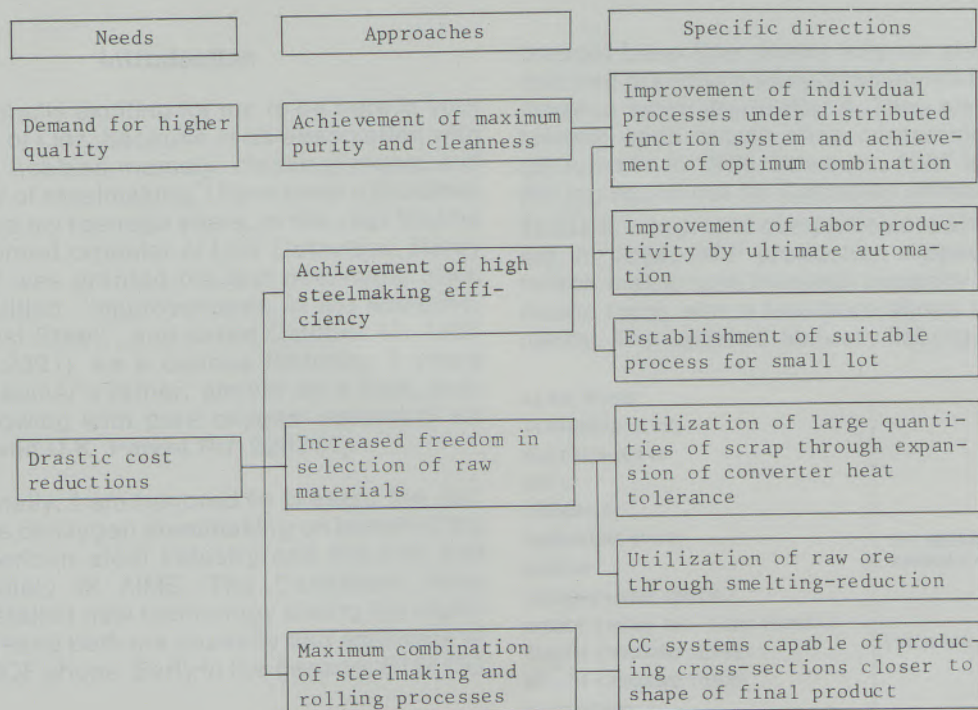 Needs
Approaches
Specific directions
Demand for higher
quality
Achievement of maximum
purity and cleanness
Improvement of individual
processes under distributed
function system and achieve-
ment of optimum combination
Achievement of high
steelmaking effi-
ciency
Improvement of labor produc-
tivity by ultimate automa-
tion
Establishment of suitable
process for small lot
Drastic cost
reductions
Increased freedom in
selection of raw
materials
Utilization of large quanti-
ties of scrap through expan-
sion of converter heat
tolerance
Utilization of raw ore
through smelting-reduction
Maximum combination
of steelmaking and
rolling processes
CC systems capable of produc-
ing cross-sections closer to
shape of final product